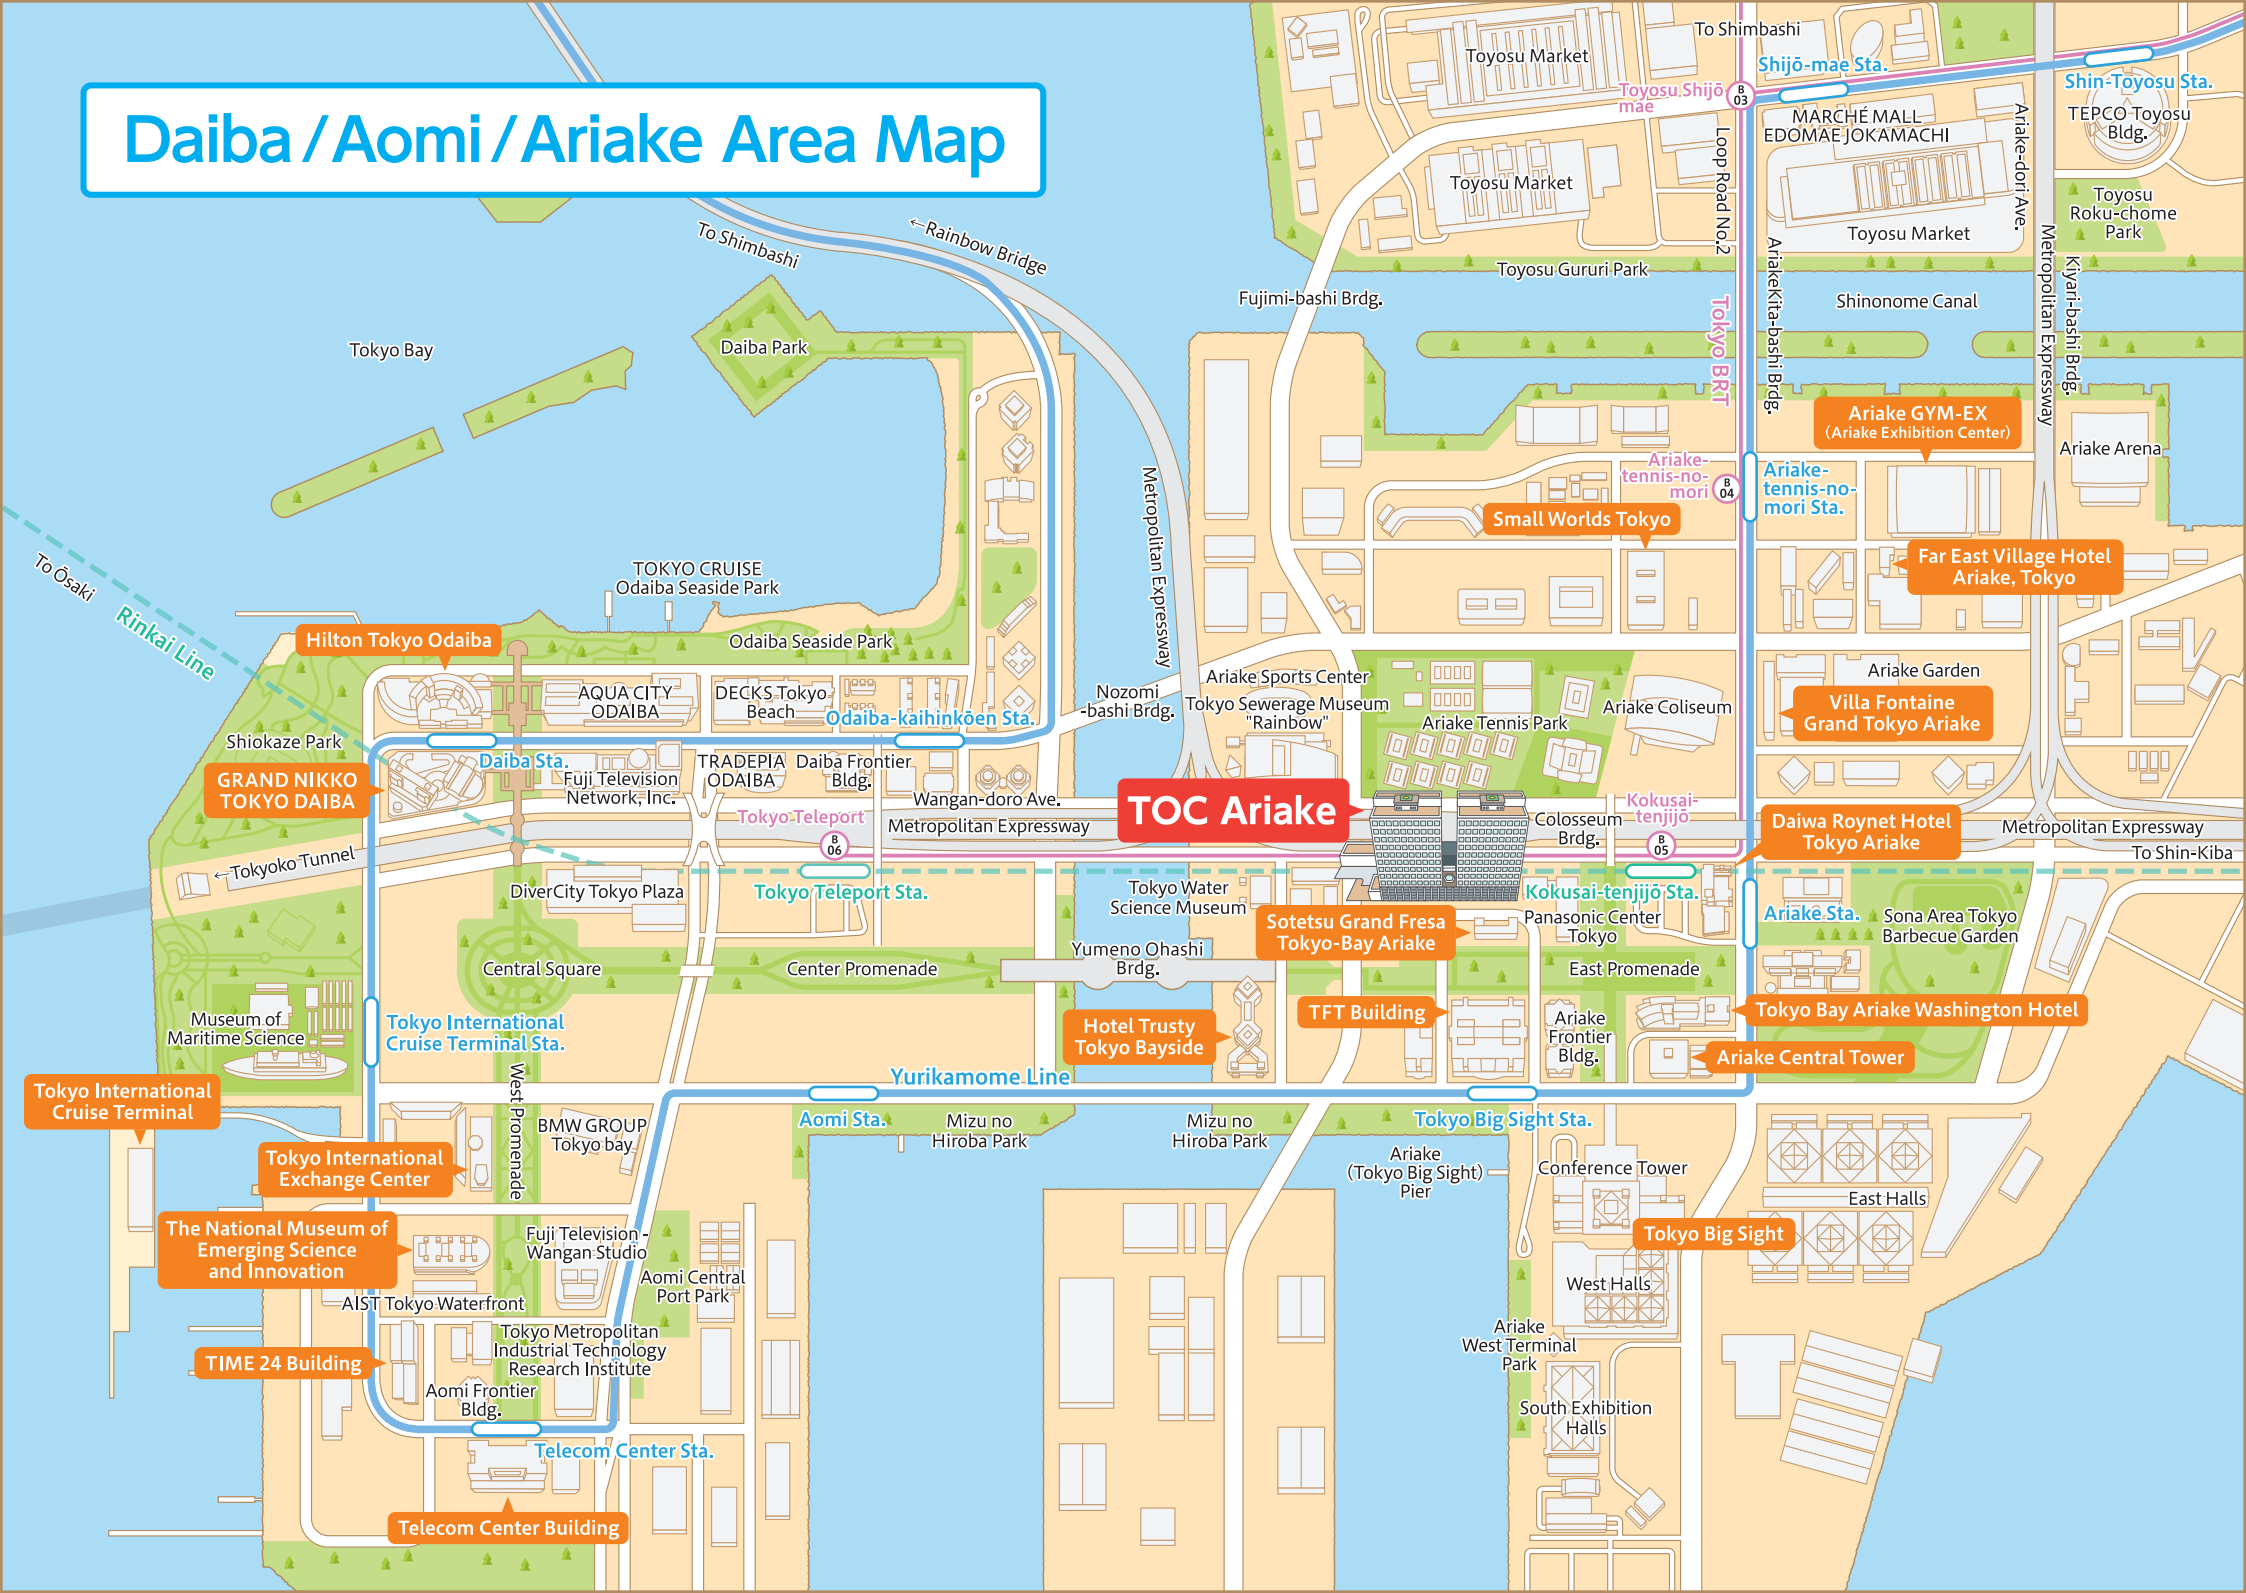 Daiba/Aomi/Ariake Area Map
To Shimbashi
←Rainbow Bridge
Tokyo Bay
Daiba Park
To Ōsaki
Rinkai Line
TOKYO CRUISE
Odaiba Seaside Park
Hilton Tokyo Odaiba
Odaiba Seaside Park
AQUA CITY
ODAIBA
DECKS Tokyo
Beach
Odaiba-kaihinkōen Sta.
Shiokaze Park
Daiba Sta.
GRAND NIKKO
TOKYO DAIBA
Fuji Television
Network, Inc.
TRADEPIA
ODAIBA
Daiba Frontier
Bldg.
Wangan-doro Ave.
Metropolitan Expressway
Tokyo Teleport
B
06
←Tokyoko Tunnel
DiverCity Tokyo Plaza
Tokyo Teleport Sta.
Central Square
Center Promenade
Museum of
Maritime Science
Tokyo International
Cruise Terminal Sta.
West Promenade
Yurikamome Line
Tokyo International
Cruise Terminal
Aomi Sta.
Mizu no
Hiroba Park
BMW GROUP
Tokyo bay
Tokyo International
Exchange Center
The National Museum of
Emerging Science
and Innovation
Fuji Television
Wangan Studio
Aomi Central
Port Park
AIST Tokyo Waterfront
Tokyo Metropolitan
Industrial Technology
Research Institute
TIME 24 Building
Aomi Frontier
Bldg.
Telecom Center Sta.
Telecom Center Building
Metropolitan Expressway
Nozomi
-bashi Brdg.
To Shimbashi
Toyosu Market
Shijō-mae Sta.
Toyosu Shijō
mae
B
03
Shin-Toyosu Sta.
MARCHÉ MALL
EDOMAE JOKAMACHI
TEPCO Toyosu
Bldg.
Ariake-dori Ave.
Loop Road No.2
Toyosu Market
Toyosu
Roku-chome
Park
Toyosu Market
Toyosu Gururi Park
Fujimi-bashi Brdg.
Shinonome Canal
Tokyo BRT
AriakeKita-bashi Brdg.
Metropolitan Expressway
Kiyari-bashi Brdg.
Ariake GYM-EX
(Ariake Exhibition Center)
Ariake Arena
Ariake-
tennis-no-
mori
B
04
Ariake-
tennis-no-
mori Sta.
Small Worlds Tokyo
Far East Village Hotel
Ariake, Tokyo
Ariake Sports Center
Tokyo Sewerage Museum
"Rainbow"
Ariake Tennis Park
Ariake Coliseum
Ariake Garden
Villa Fontaine
Grand Tokyo Ariake
TOC Ariake
Colosseum
Brdg.
Kokusai-
tenjijō
B
05
Daiwa Roynet Hotel
Tokyo Ariake
Metropolitan Expressway
To Shin-Kiba
Tokyo Water
Science Museum
Kokusai-tenjijō Sta.
Sotetsu Grand Fresa
Tokyo-Bay Ariake
Panasonic Center
Tokyo
Ariake Sta.
Sona Area Tokyo
Barbecue Garden
Yumeno Ohashi
Brdg.
East Promenade
TFT Building
Hotel Trusty
Tokyo Bayside
Ariake
Frontier
Bldg.
Tokyo Bay Ariake Washington Hotel
Ariake Central Tower
Mizu no
Hiroba Park
Tokyo Big Sight Sta.
Ariake
(Tokyo Big Sight)
Pier
Conference Tower
East Halls
Tokyo Big Sight
West Halls
Ariake
West Terminal
Park
South Exhibition
Halls